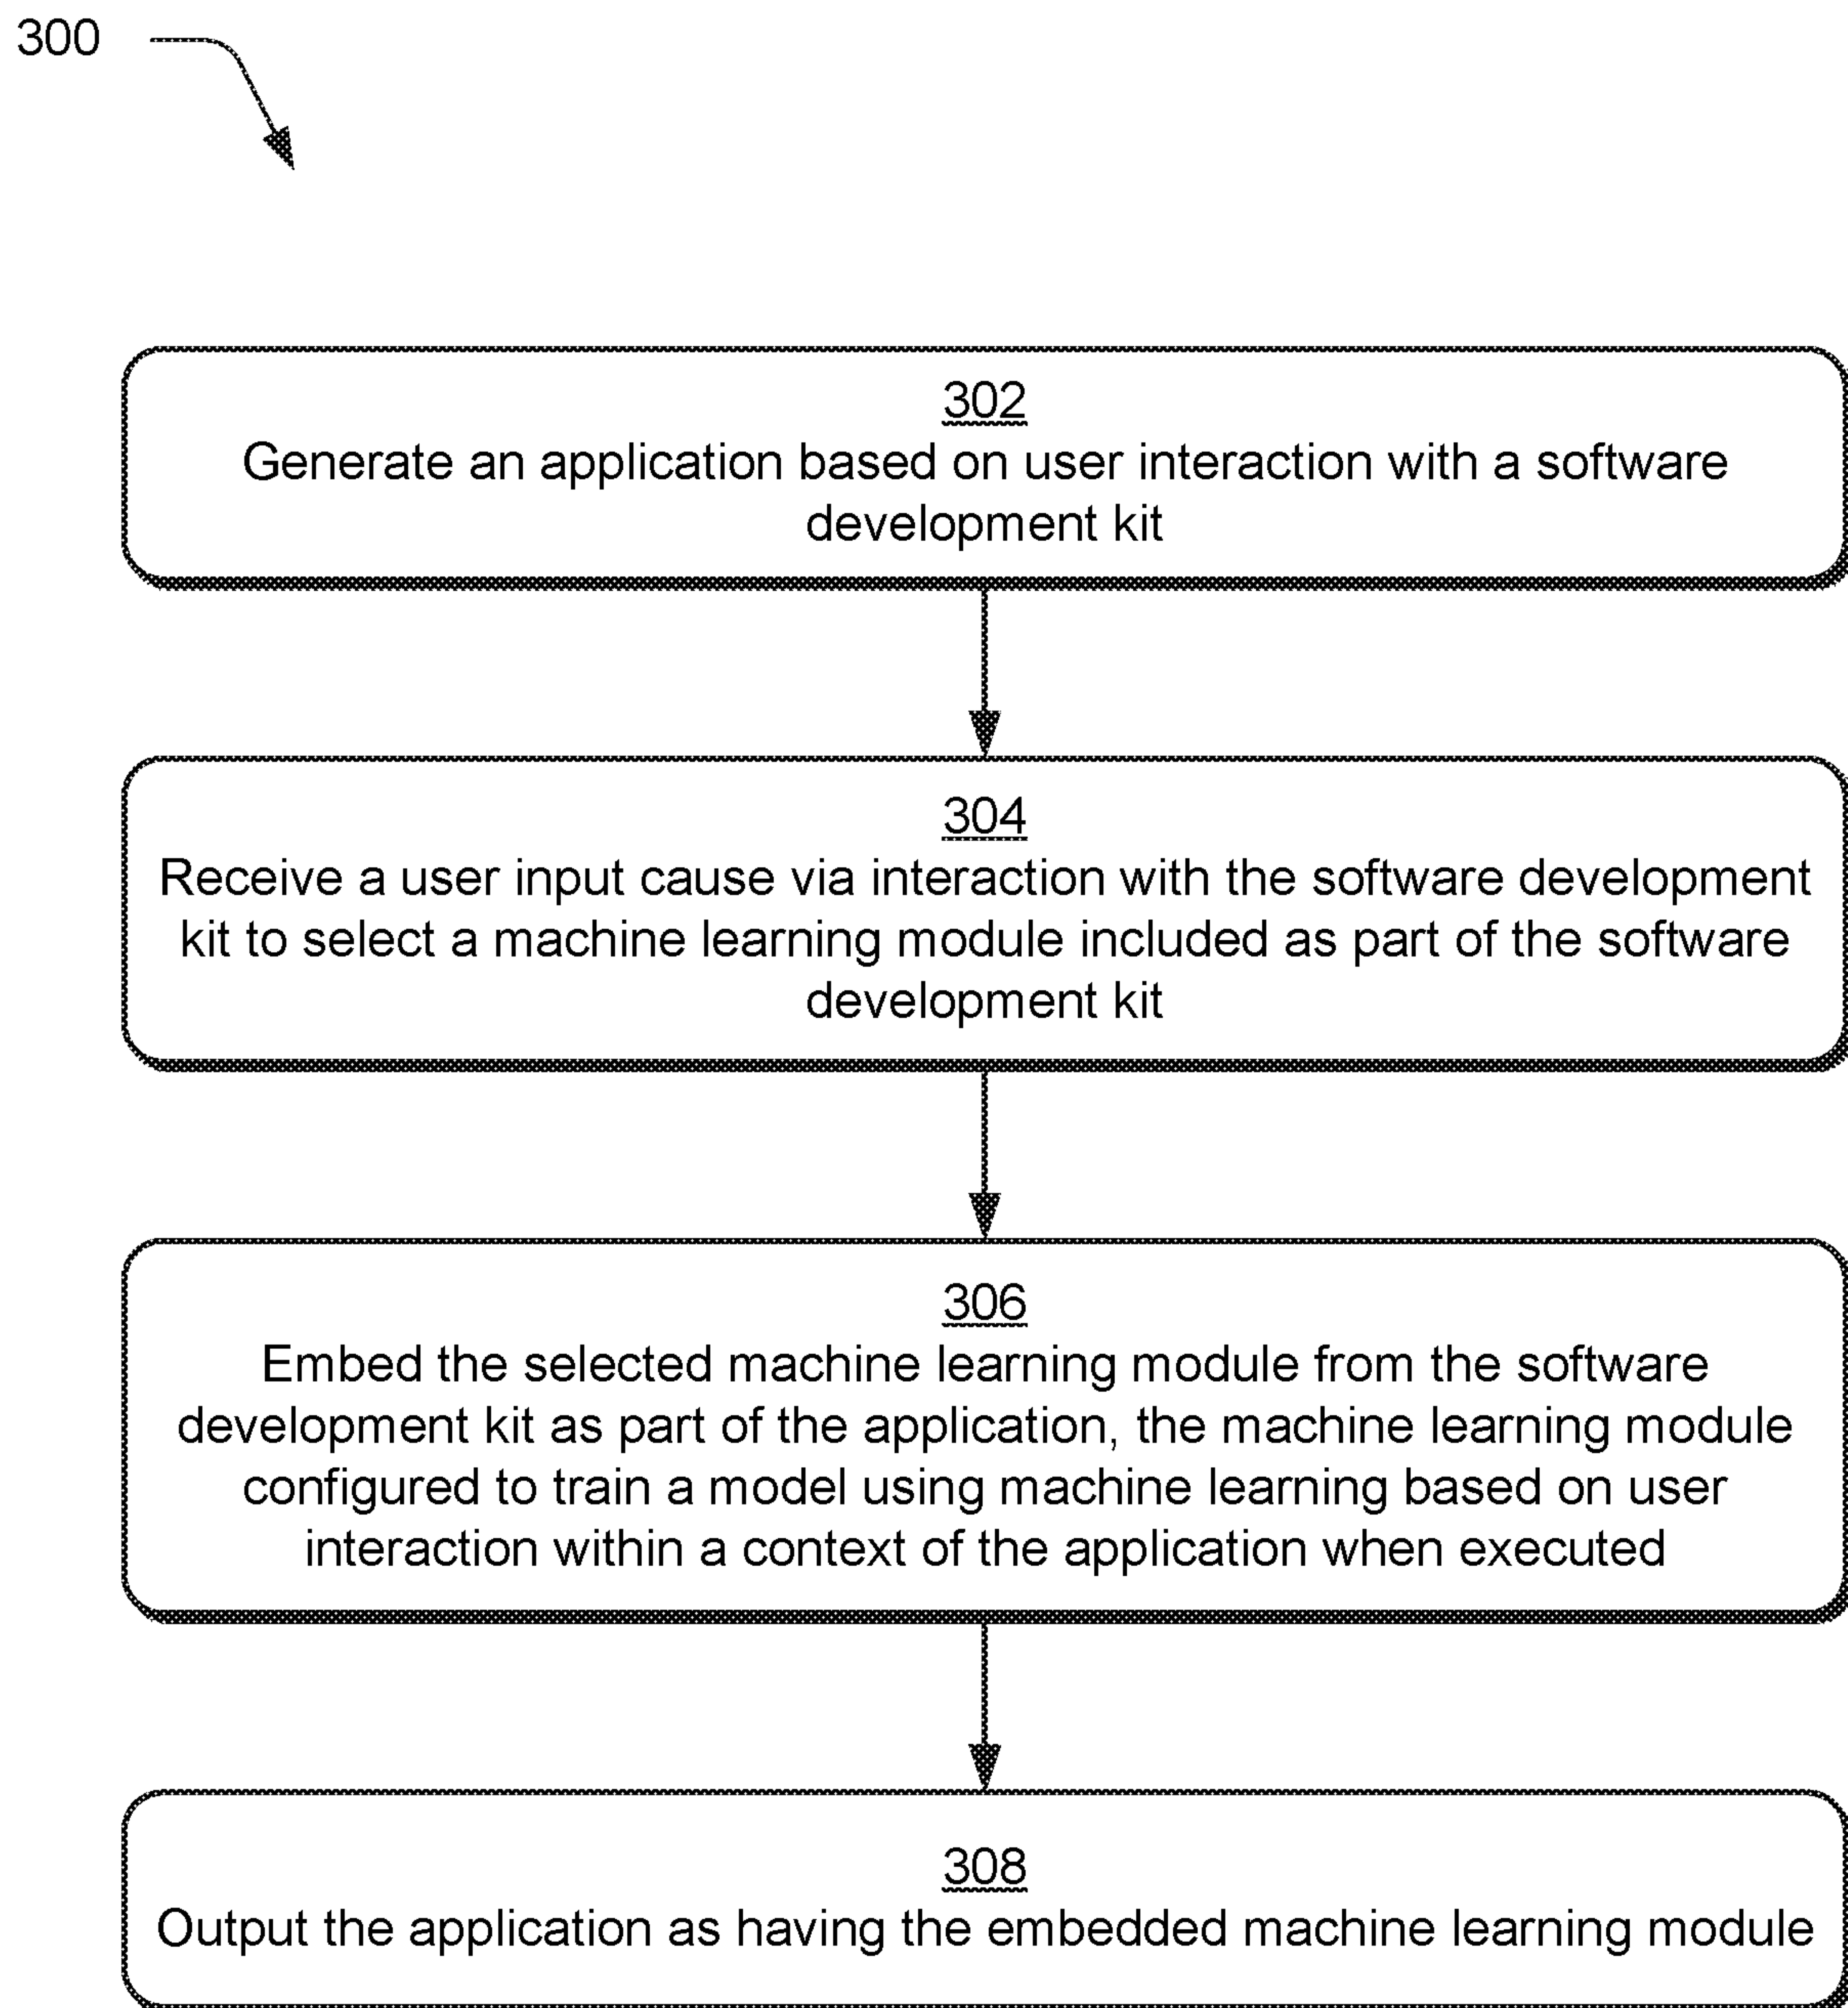 300
302
Generate an application based on user interaction with a software
development kit
304
Receive a user input cause via interaction with the software development
kit to select a machine learning module included as part of the software
development kit
306
Embed the selected machine learning module from the software
development kit as part of the application, the machine learning module
configured to train a model using machine learning based on user
interaction within a context of the application when executed
308
Output the application as having the embedded machine learning module